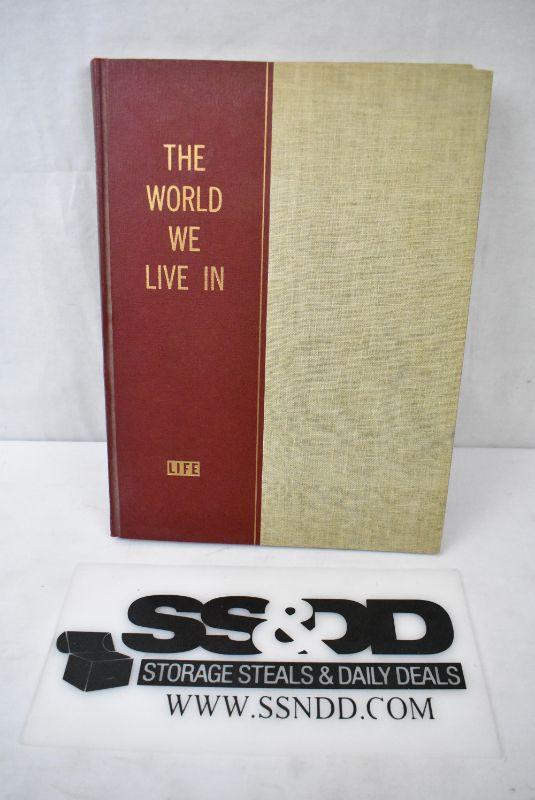 THE
WORLD
WE
LIVE IN
LIFE
SS&DD
STORAGE STEALS & DAILY DEALS
WWW.SSNDD.COM